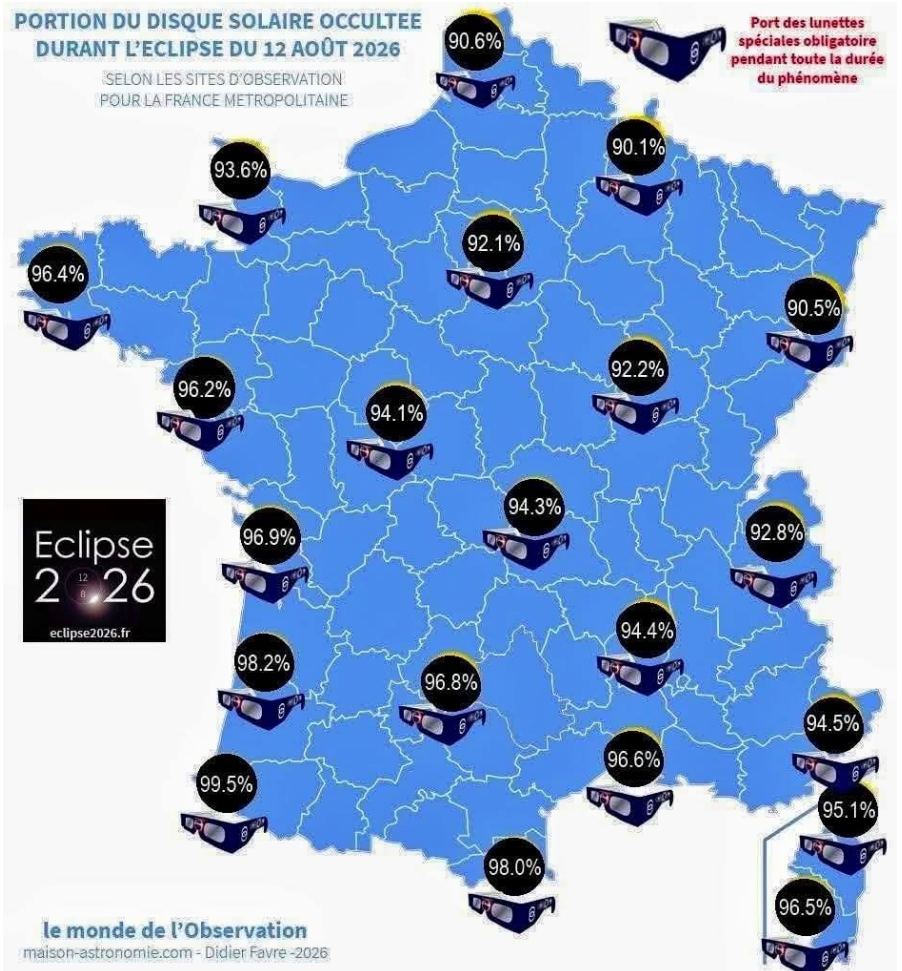 PORTION DU DISQUE SOLAIRE OCCULTEE
DURANT L'ECLIPSE DU 12 AOÛT 2026
SELON LES SITES D'OBSERVATION
POUR LA FRANCE METROPOLITAINE
Port des lunettes
spéciales obligatoire
pendant toute la durée
du phénomène
90.6%
90.1%
93.6%
92.1%
96.4%
90.5%
92.2%
96.2%
94.1%
94.3%
96.9%
92.8%
Eclipse
2026
12
8
eclipse2026.fr
94.4%
98.2%
96.8%
94.5%
96.6%
99.5%
95.1%
98.0%
96.5%
le monde de l'Observation
maison-astronomie.com - Didier Favre -2026